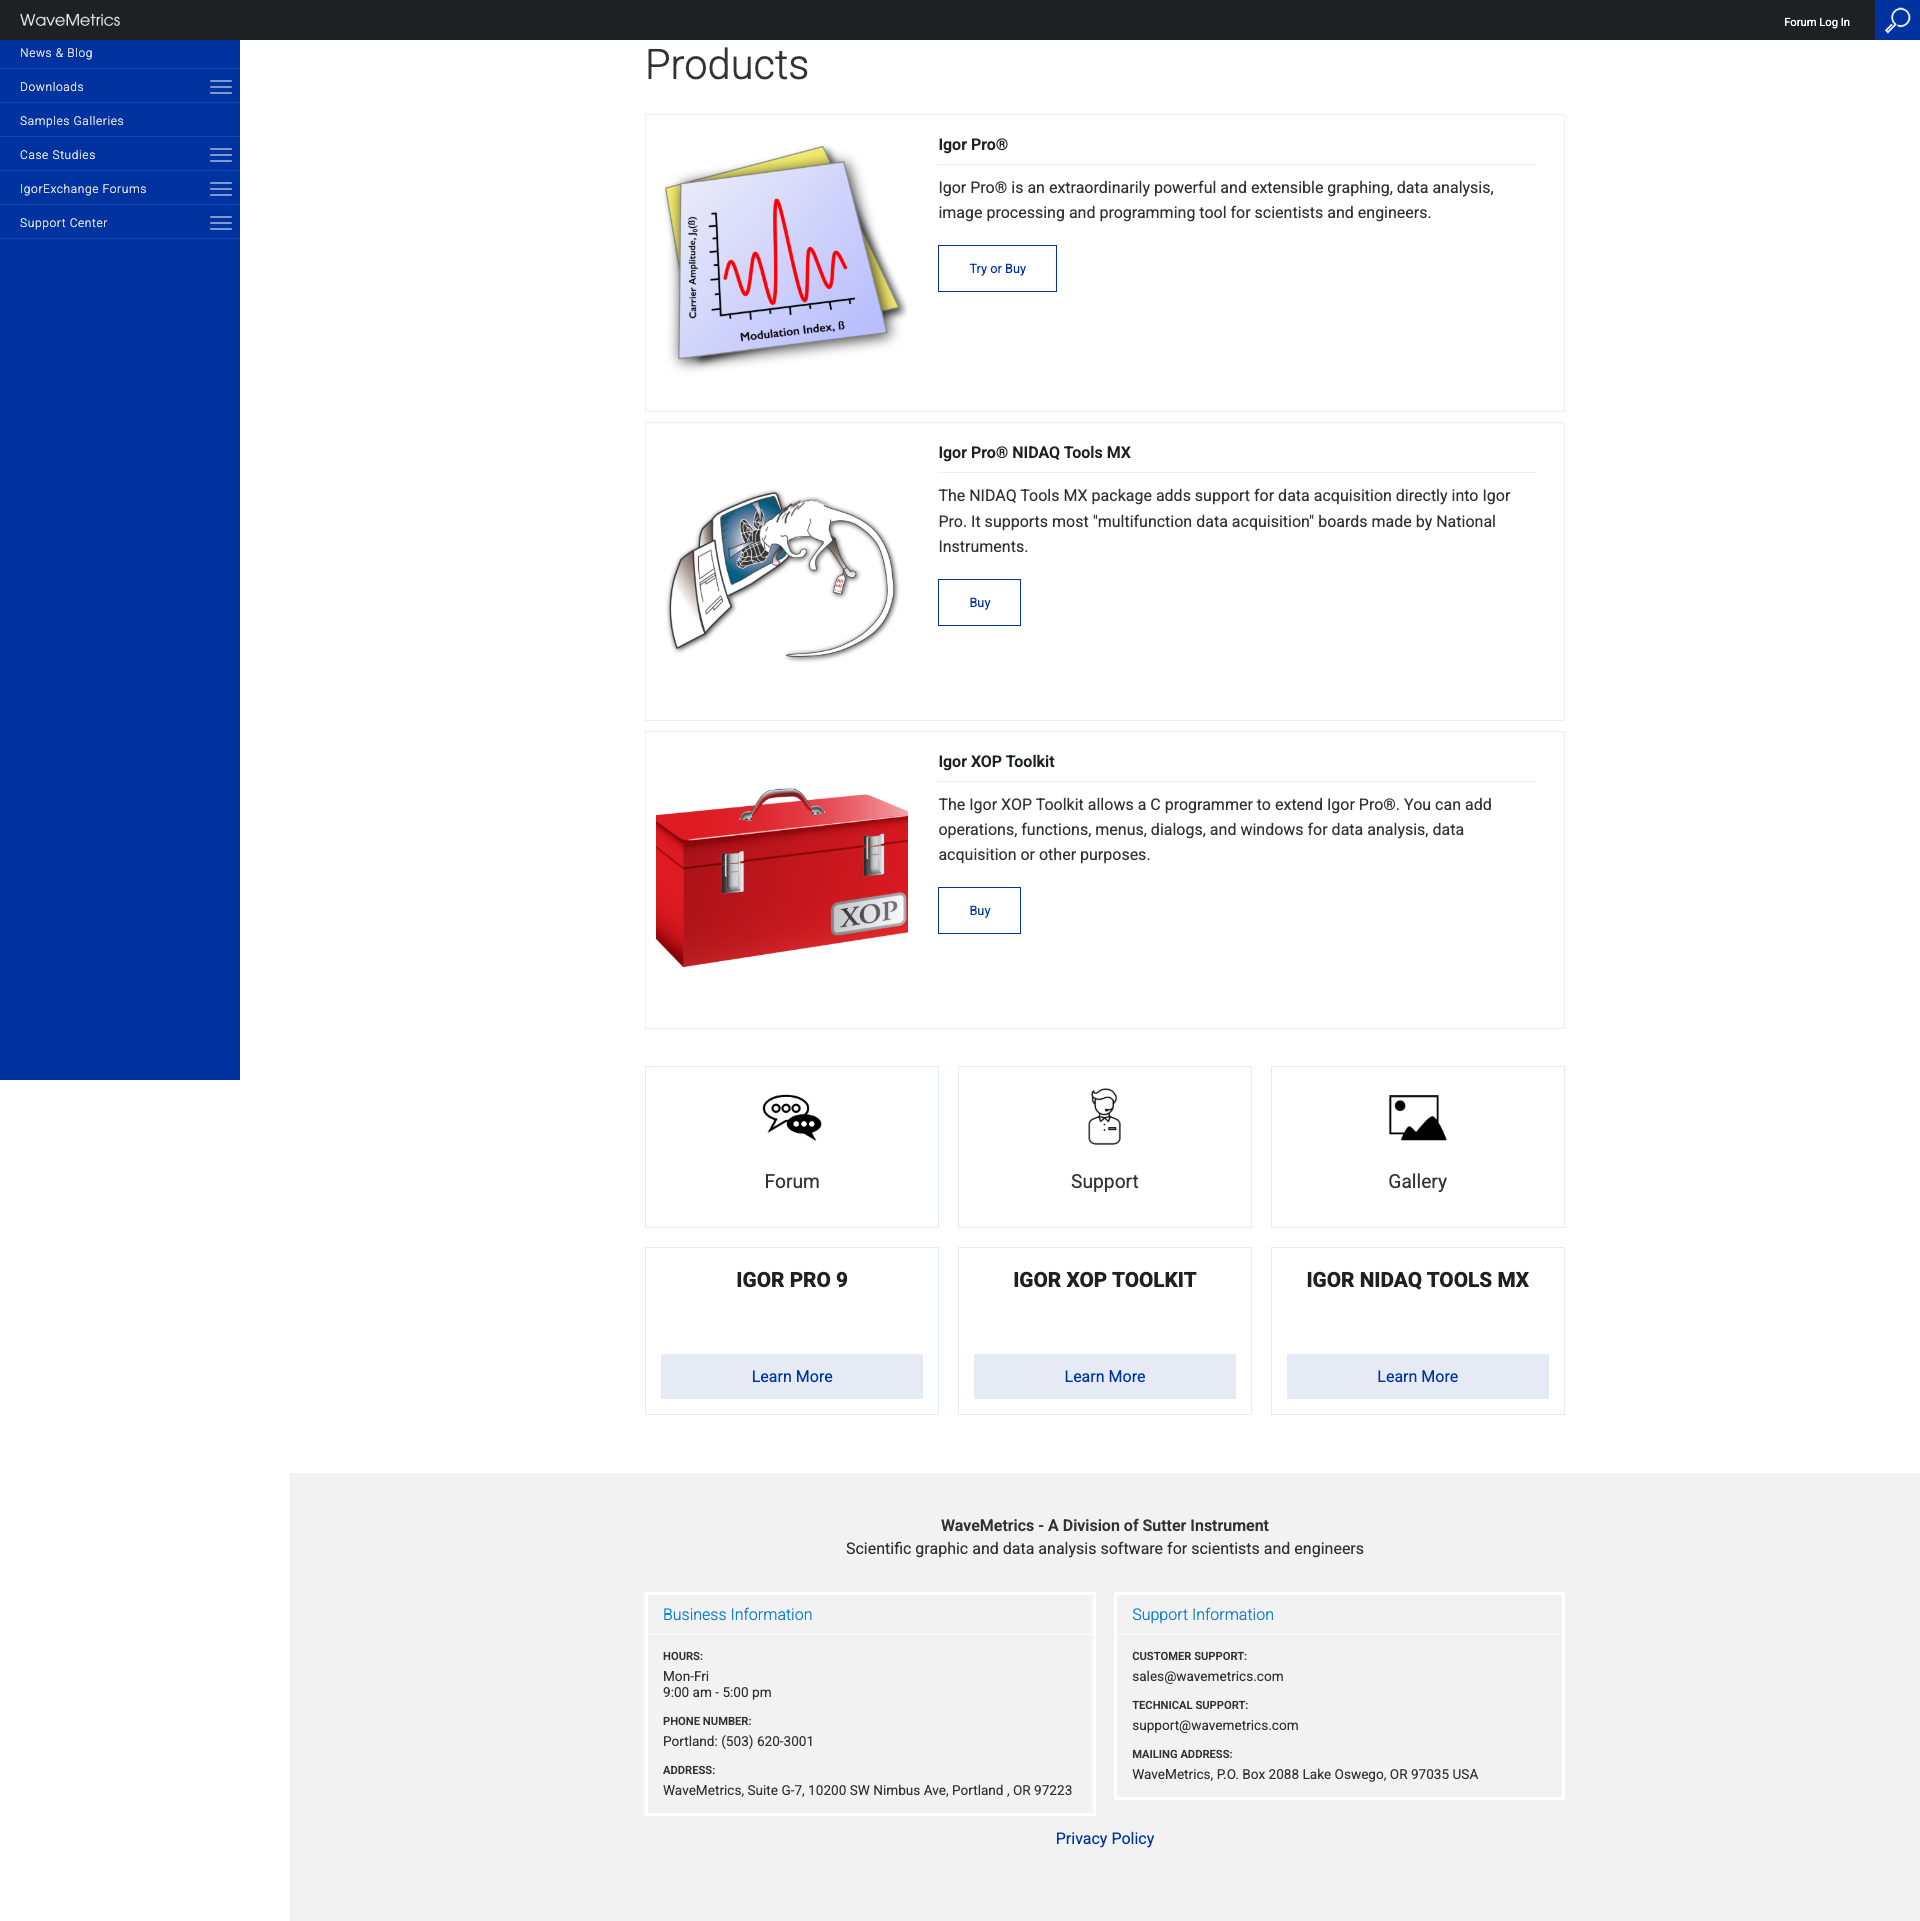 WaveMetrics
Forum Log In
News & Blog
Downloads
Samples Galleries
Case Studies
IgorExchange Forums
Support Center
Products
Carrier Amplitude, J₀(ß)
Modulation Index, ß
Igor Pro®
Igor Pro® is an extraordinarily powerful and extensible graphing, data analysis,
image processing and programming tool for scientists and engineers.
Try or Buy
Igor Pro® NIDAQ Tools MX
The NIDAQ Tools MX package adds support for data acquisition directly into Igor
Pro. It supports most "multifunction data acquisition" boards made by National
Instruments.
Buy
XOP
Igor XOP Toolkit
The Igor XOP Toolkit allows a C programmer to extend Igor Pro®. You can add
operations, functions, menus, dialogs, and windows for data analysis, data
acquisition or other purposes.
Buy
Forum
Support
Gallery
IGOR PRO 9
Learn More
IGOR XOP TOOLKIT
Learn More
IGOR NIDAQ TOOLS MX
Learn More
WaveMetrics - A Division of Sutter Instrument
Scientific graphic and data analysis software for scientists and engineers
Business Information
HOURS:
Mon-Fri
9:00 am - 5:00 pm
PHONE NUMBER:
Portland: (503) 620-3001
ADDRESS:
WaveMetrics, Suite G-7, 10200 SW Nimbus Ave, Portland , OR 97223
Support Information
CUSTOMER SUPPORT:
sales@wavemetrics.com
TECHNICAL SUPPORT:
support@wavemetrics.com
MAILING ADDRESS:
WaveMetrics, P.O. Box 2088 Lake Oswego, OR 97035 USA
Privacy Policy